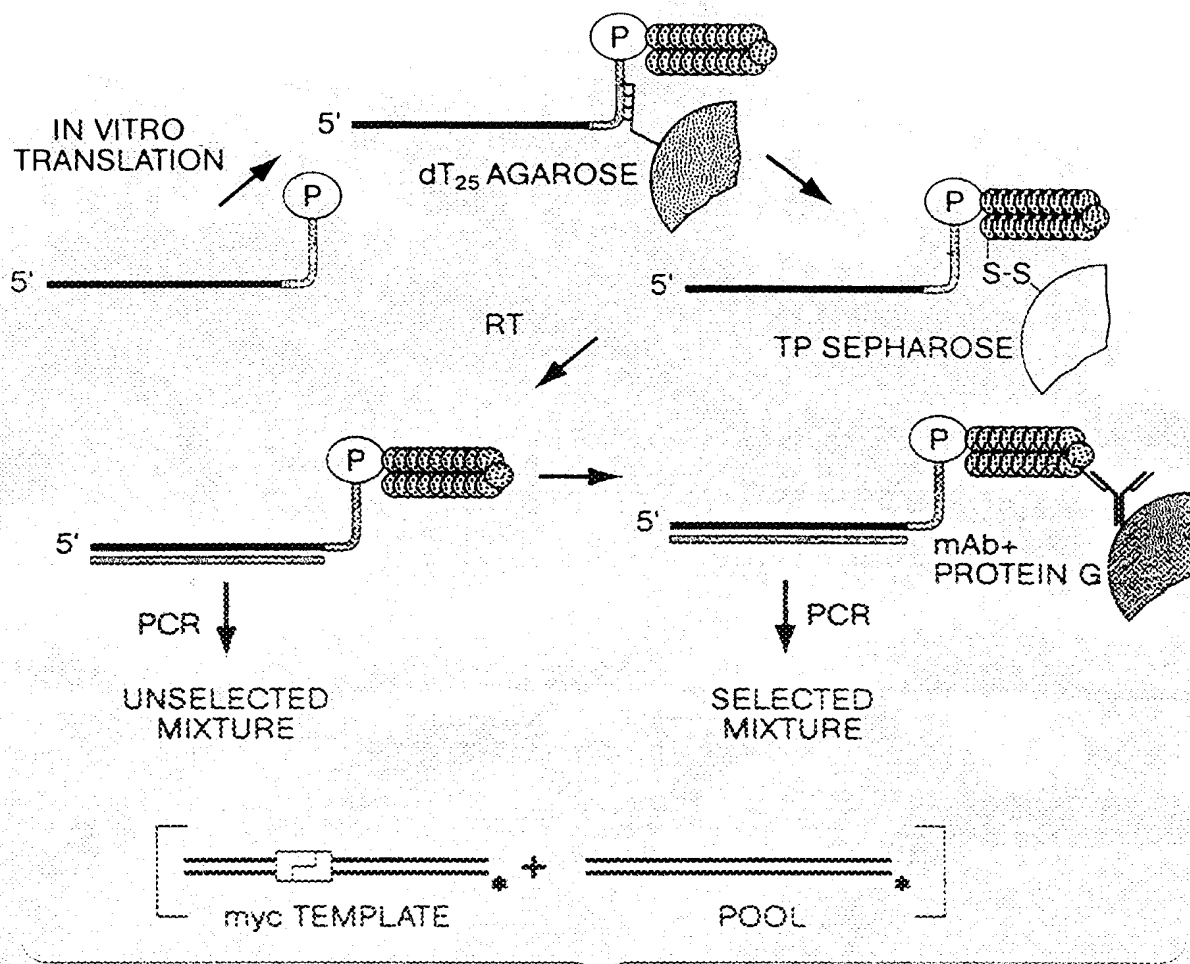 P
5'
IN VITRO
TRANSLATION
dT₂₅ AGAROSE
P
5'
P
5'
S-S
TP SEPHAROSE
RT
P
5'
P
5'
mAb+
PROTEIN G
PCR
PCR
UNSELECTED
MIXTURE
SELECTED
MIXTURE
* + *
myc TEMPLATE
POOL